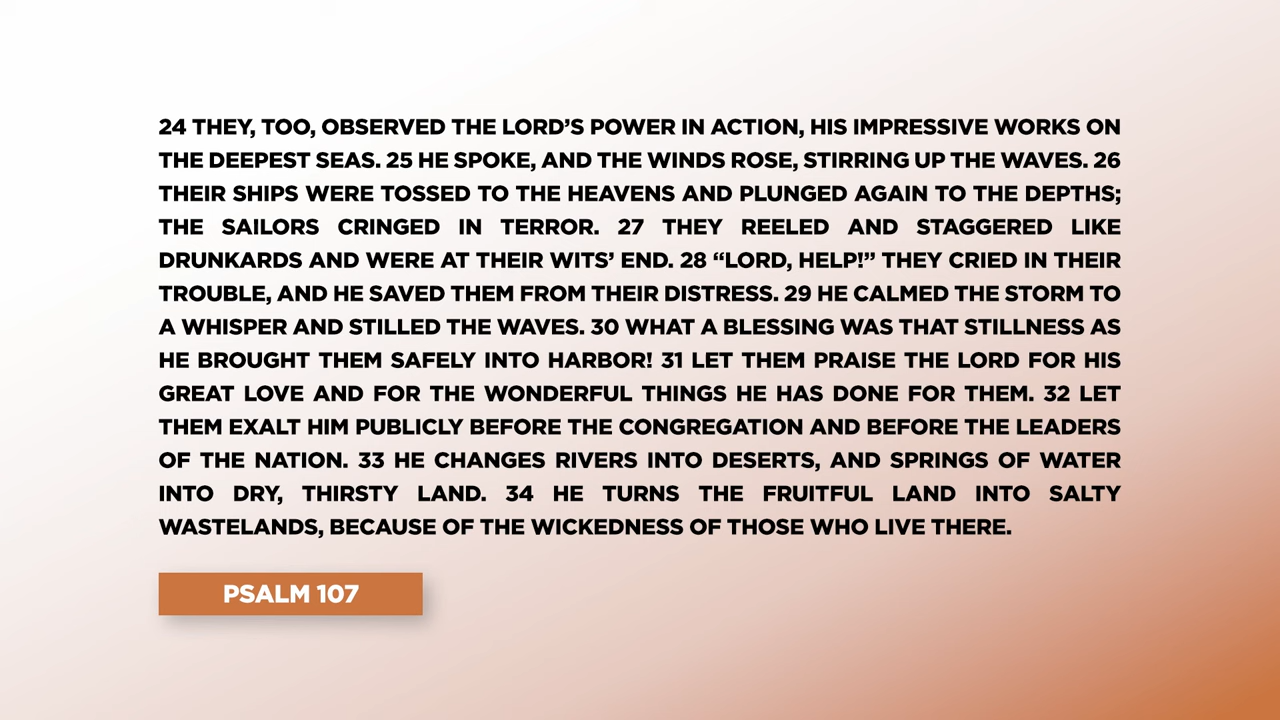 24 THEY, TOO, OBSERVED THE LORD’S POWER IN ACTION, HIS IMPRESSIVE WORKS ON
THE DEEPEST SEAS. 25 HE SPOKE, AND THE WINDS ROSE, STIRRING UP THE WAVES. 26
THEIR SHIPS WERE TOSSED TO THE HEAVENS AND PLUNGED AGAIN TO THE DEPTHS;
THE SAILORS CRINGED IN TERROR. 27 THEY REELED AND STAGGERED LIKE
DRUNKARDS AND WERE AT THEIR WITS’ END. 28 “LORD, HELP!” THEY CRIED IN THEIR
TROUBLE, AND HE SAVED THEM FROM THEIR DISTRESS. 29 HE CALMED THE STORM TO
A WHISPER AND STILLED THE WAVES. 30 WHAT A BLESSING WAS THAT STILLNESS AS
HE BROUGHT THEM SAFELY INTO HARBOR! 31 LET THEM PRAISE THE LORD FOR HIS
GREAT LOVE AND FOR THE WONDERFUL THINGS HE HAS DONE FOR THEM. 32 LET
THEM EXALT HIM PUBLICLY BEFORE THE CONGREGATION AND BEFORE THE LEADERS
OF THE NATION. 33 HE CHANGES RIVERS INTO DESERTS, AND SPRINGS OF WATER
INTO DRY, THIRSTY LAND. 34 HE TURNS THE FRUITFUL LAND INTO SALTY
WASTELANDS, BECAUSE OF THE WICKEDNESS OF THOSE WHO LIVE THERE.
PSALM 107